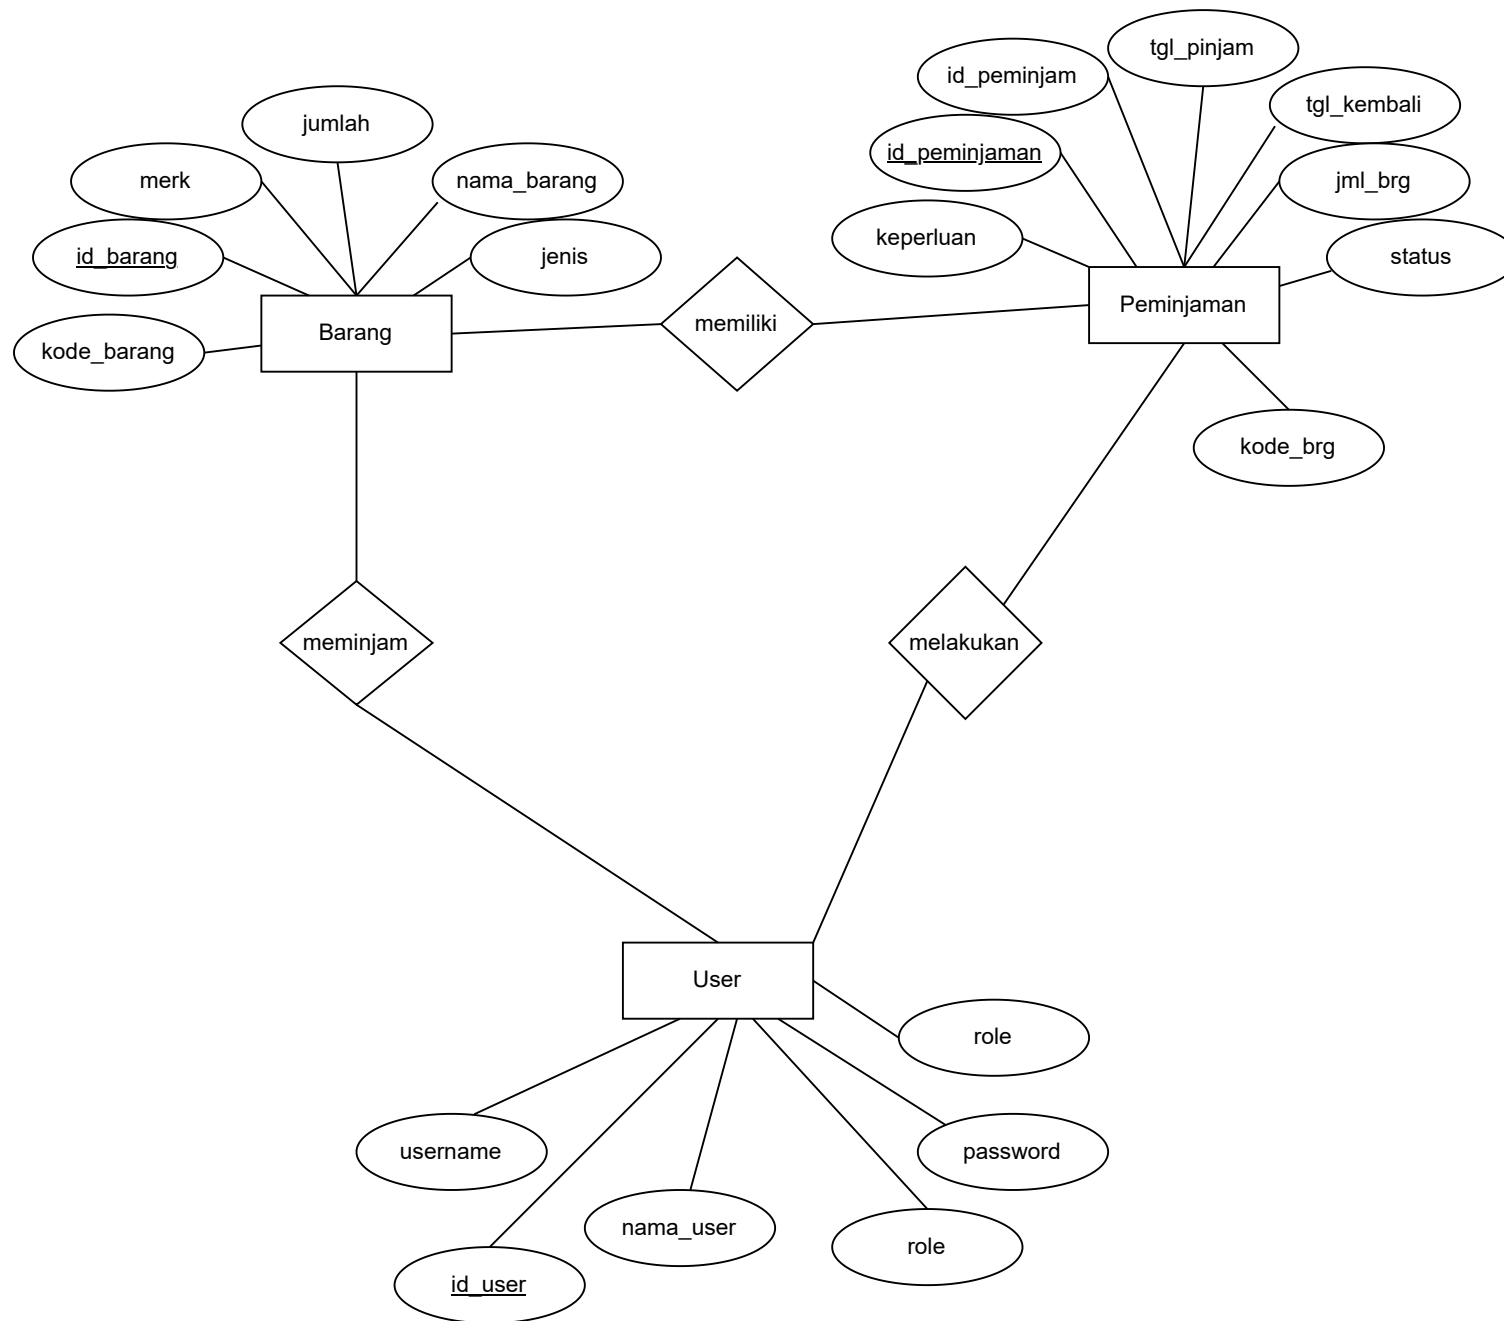 tgl_pinjam
id_peminjam
tgl_kembali
jumlah
id_peminjaman
merk
nama_barang
jml_brg
keperluan
id_barang
jenis
status
Peminjaman
memiliki
Barang
kode_barang
kode_brg
meminjam
melakukan
User
role
username
password
nama_user
role
id_user